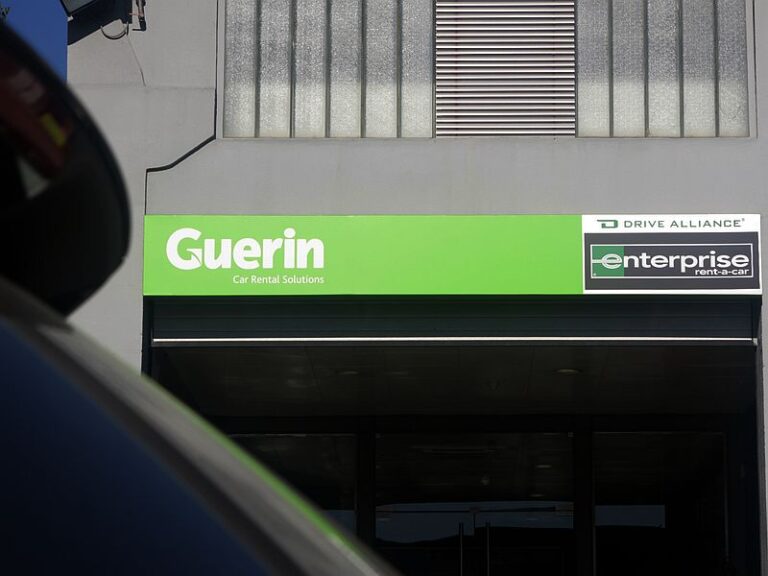 Guerin
Car Rental Solutions
DRIVE ALLIANCE®
enterprise
rent-a-car